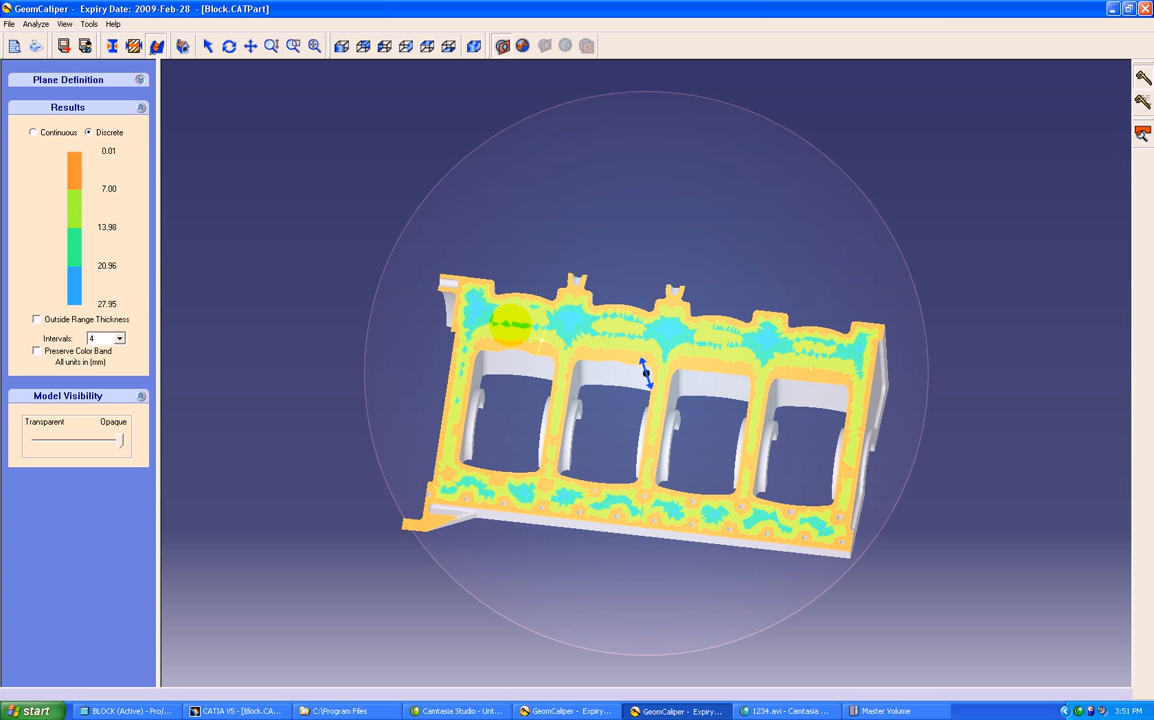 GeomCaliper - Expiry Date: 2009-Feb-28 - [Block.CATPart]
File Analyze View Tools Help
Plane Definition
Results
Continuous Discrete
0.01
7.00
13.98
20.96
27.95
Outside Range Thickness
Intervals: 4
Preserve Color Band
All units in (mm)
Model Visibility
Transparent Opaque
start BLOCK (Active) - Pro/... CATIA V5 - [Block.CA... C:\Program Files Camtasia Studio - Unt... GeomCaliper - Expiry... GeomCaliper - Expiry... 1234.avi - Camtasia ... Master Volume 3:51 PM